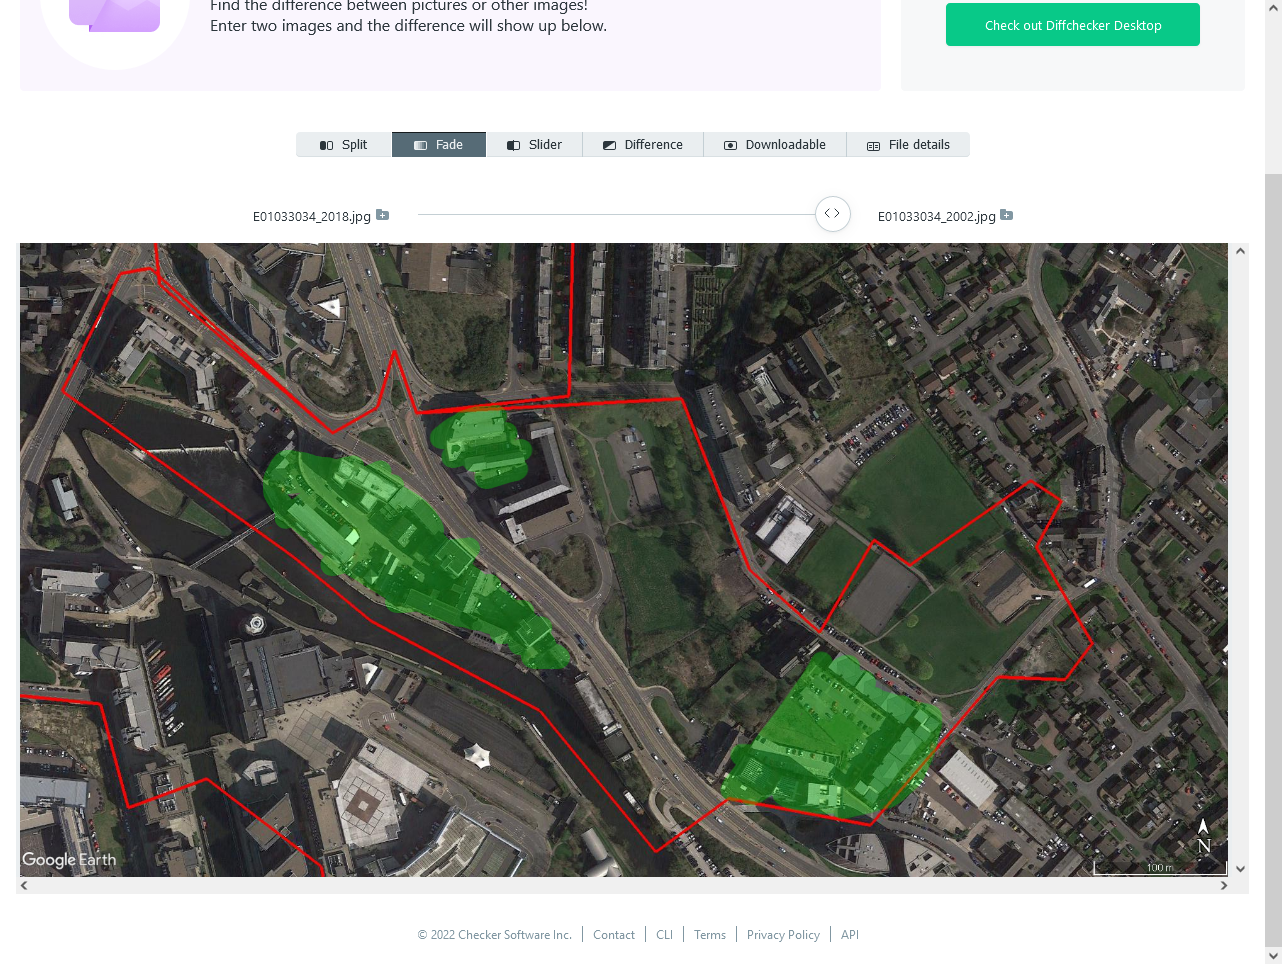 Find the difference between pictures or other images!
Enter two images and the difference will show up below.
Check out Diffchecker Desktop
Split
Fade
Slider
Difference
Downloadable
File details
E01033034_2018.jpg
E01033034_2002.jpg
Google Earth
N
100 m
© 2022 Checker Software Inc.
Contact
CLI
Terms
Privacy Policy
API